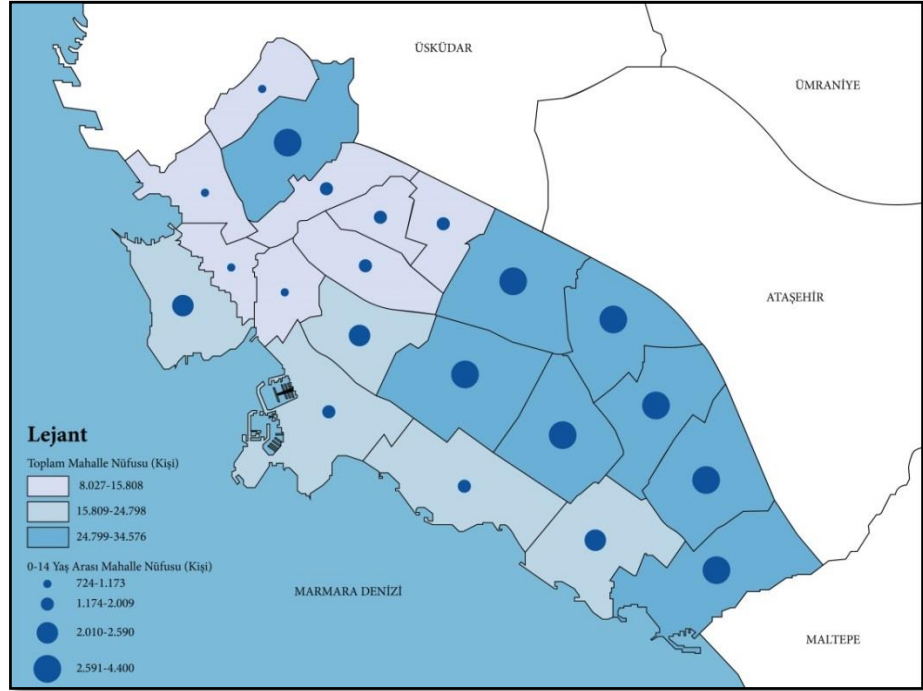 ÜSKÜDAR
ÜMRANİYE
ATAŞEHİR
Lejant
Toplam Mahalle Nüfusu (Kişi)
8.027-15.808
15.809-24.798
24.799-34.576
0-14 Yaş Arası Mahalle Nüfusu (Kişi)
724-1.173
1.174-2.009
2.010-2.590
2.591-4.400
MARMARA DENİZİ
MALTEPE